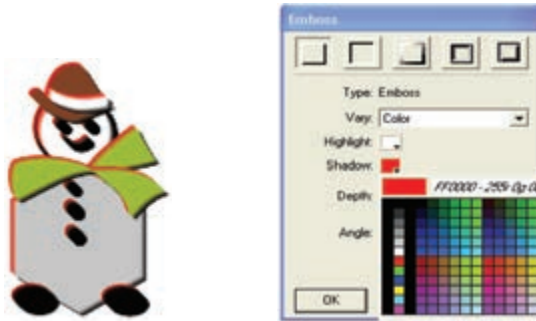 Emboss
Type: Emboss
Vary: Color
Highlight:
Shadow:
FF0000 - 255r 0g 0
Depth:
Angle:
OK